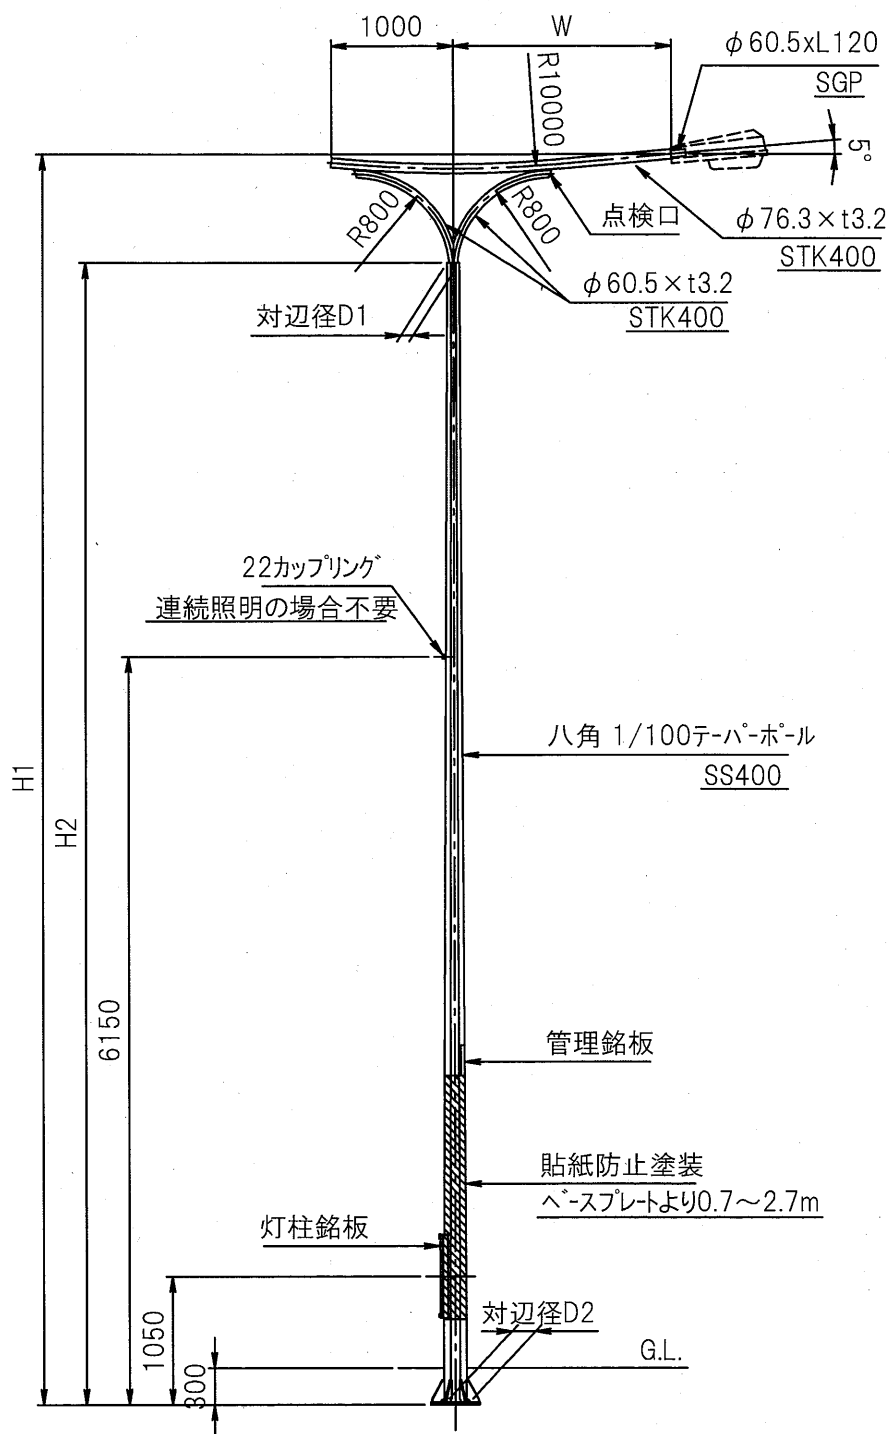 1000
W
φ60.5xL120
SGP
R10000
5°
R800
R800
点検口
φ76.3×t3.2
STK400
φ60.5×t3.2
STK400
対辺径D1
22カップリング
連続照明の場合不要
八角 1/100テーパーポール
SS400
H1
H2
6150
管理銘板
貼紙防止塗装
ベースプレートより0.7～2.7m
灯柱銘板
1050
対辺径D2
300
G.L.